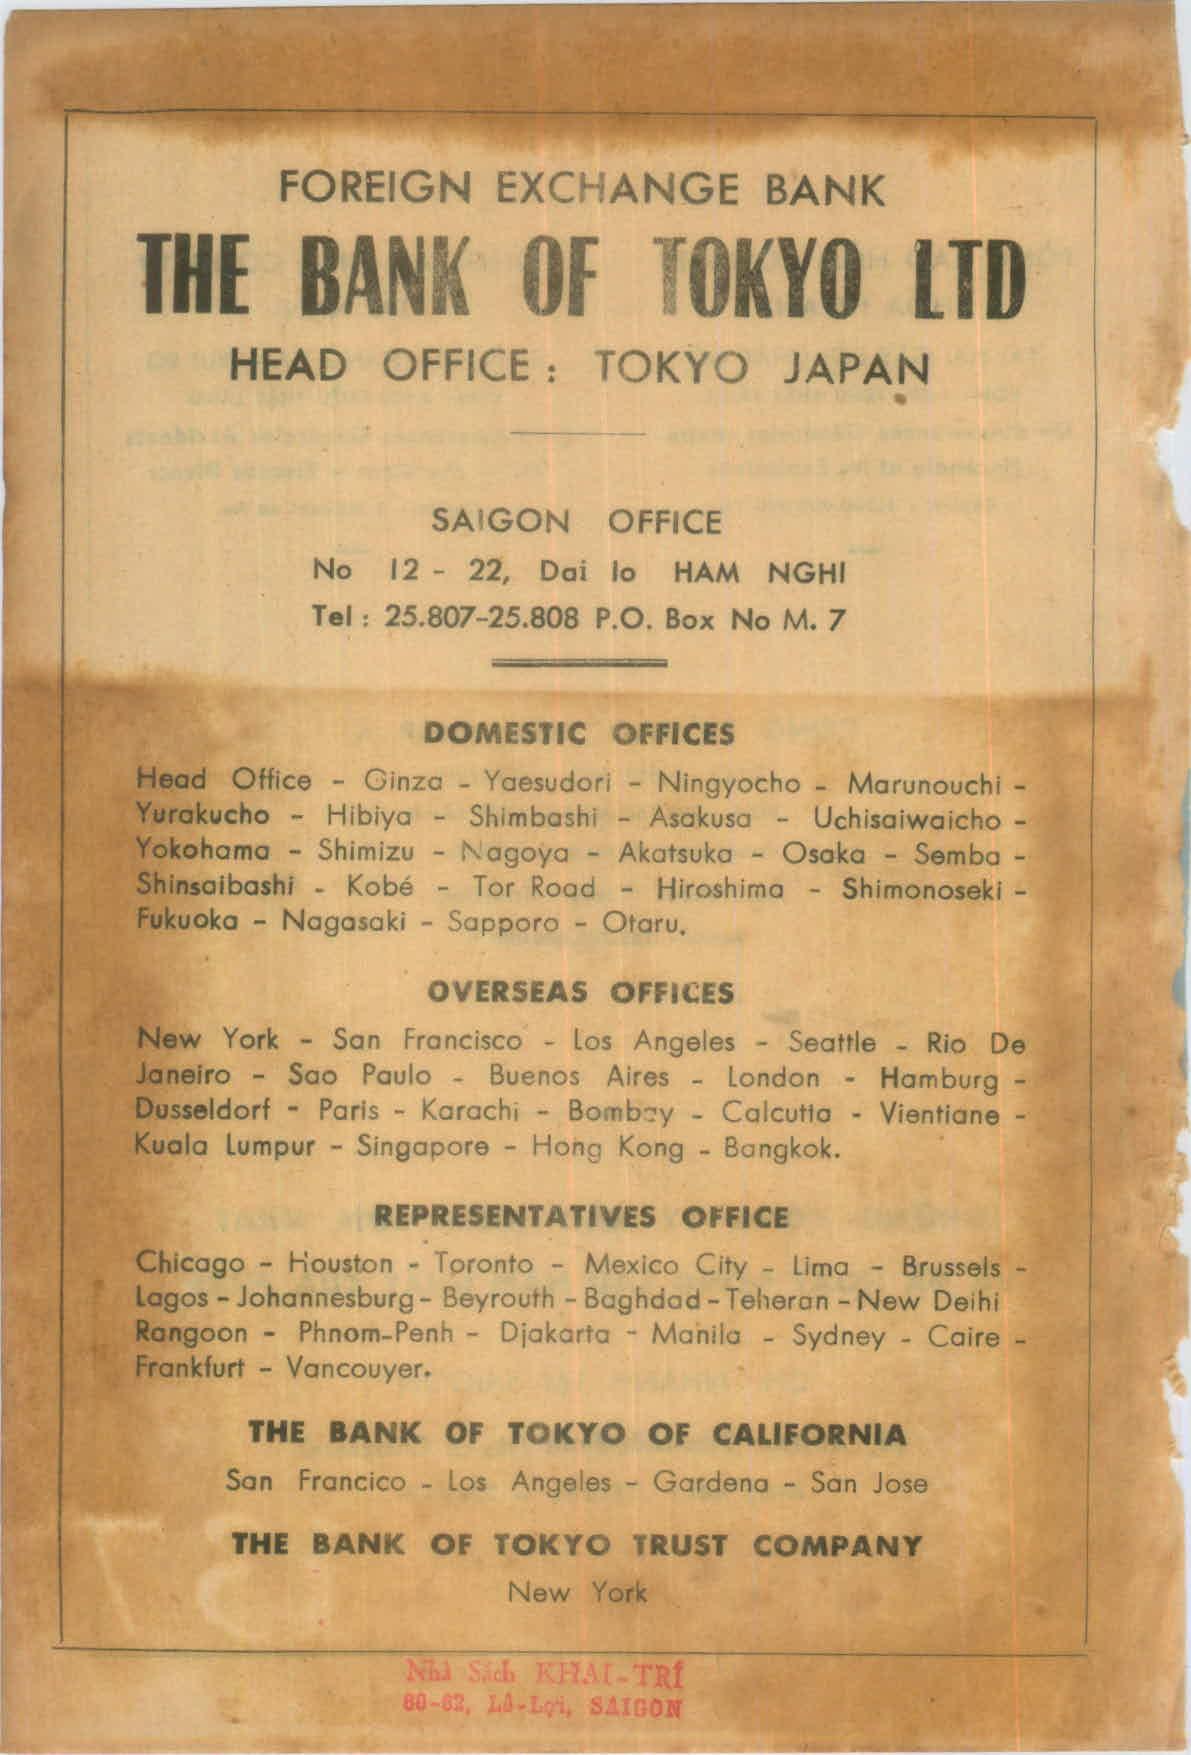 FOREIGN EXCHANGE BANK
THE BANK OF TOKYO LTD
HEAD OFFICE : TOKYO JAPAN
SAIGON OFFICE
No 12 - 22, Dai lo HAM NGHI
Tel : 25.807-25.808 P.O. Box No M. 7
DOMESTIC OFFICES
Head Office - Ginza - Yaesudori - Ningyocho - Marunouchi -
Yurakucho - Hibiya - Shimbashi - Asakusa - Uchisaiwaicho -
Yokohama - Shimizu - Nagoya - Akatsuka - Osaka - Semba -
Shinsaibashi - Kobé - Tor Road - Hiroshima - Shimonoseki -
Fukuoka - Nagasaki - Sapporo - Otaru.
OVERSEAS OFFICES
New York - San Francisco - Los Angeles - Seattle - Rio De
Janeiro - Sao Paulo - Buenos Aires - London - Hamburg -
Dusseldorf - Paris - Karachi - Bombay - Calcutta - Vientiane -
Kuala Lumpur - Singapore - Hong Kong - Bangkok.
REPRESENTATIVES OFFICE
Chicago - Houston - Toronto - Mexico City - Lima - Brussels -
Lagos - Johannesburg - Beyrouth - Baghdad - Teheran - New Deihi
Rangoon - Phnom-Penh - Djakarta - Manila - Sydney - Caire -
Frankfurt - Vancouyer.
THE BANK OF TOKYO OF CALIFORNIA
San Francico - Los Angeles - Gardena - San Jose
THE BANK OF TOKYO TRUST COMPANY
New York
Nhà Sách KHAI-TRÍ
60-62, Lê-Lợi, SAIGON